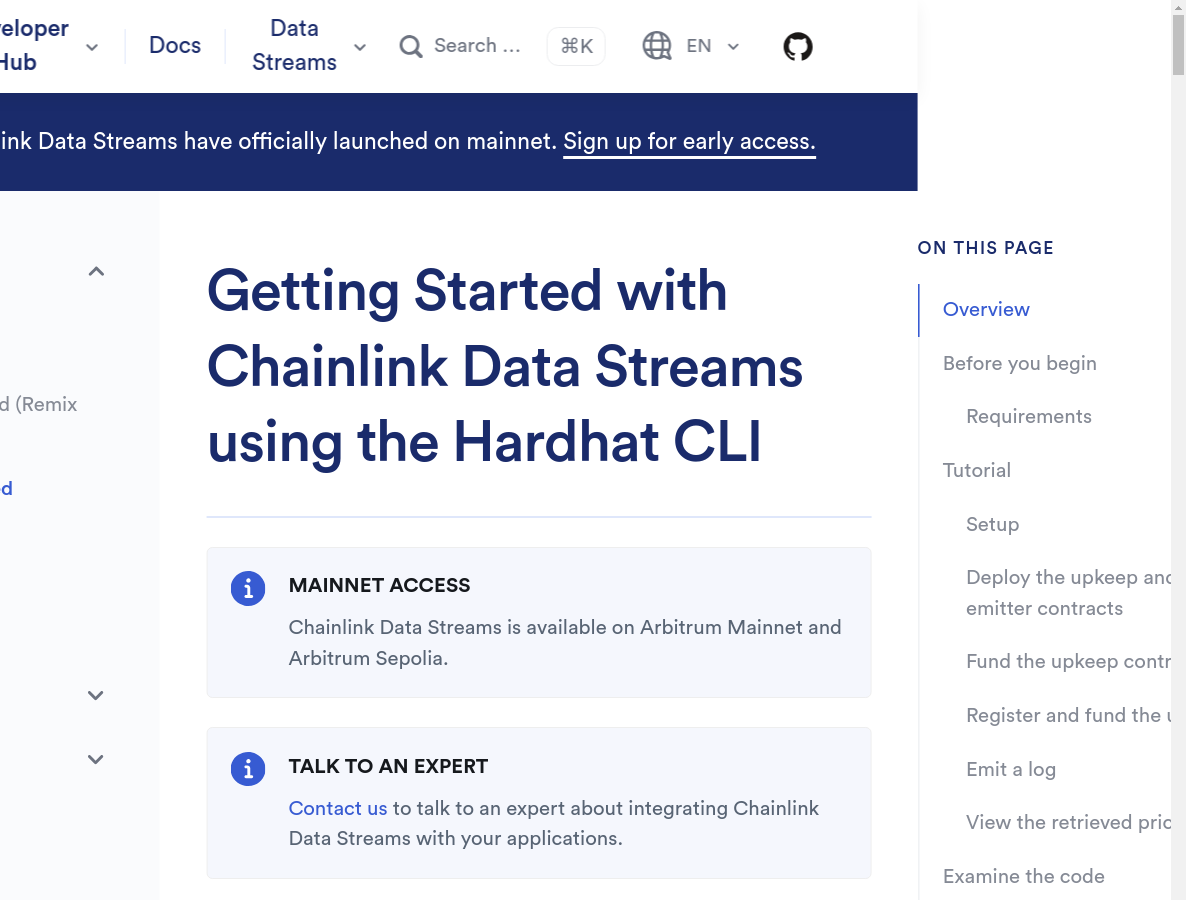 veloper
Hub
Docs
Data
Streams
Search ...
⌘K
EN
ink Data Streams have officially launched on mainnet. Sign up for early access.
d (Remix
ed
Getting Started with
Chainlink Data Streams
using the Hardhat CLI
MAINNET ACCESS
Chainlink Data Streams is available on Arbitrum Mainnet and
Arbitrum Sepolia.
TALK TO AN EXPERT
Contact us to talk to an expert about integrating Chainlink
Data Streams with your applications.
ON THIS PAGE
Overview
Before you begin
Requirements
Tutorial
Setup
Deploy the upkeep and
emitter contracts
Fund the upkeep contr
Register and fund the u
Emit a log
View the retrieved pric
Examine the code